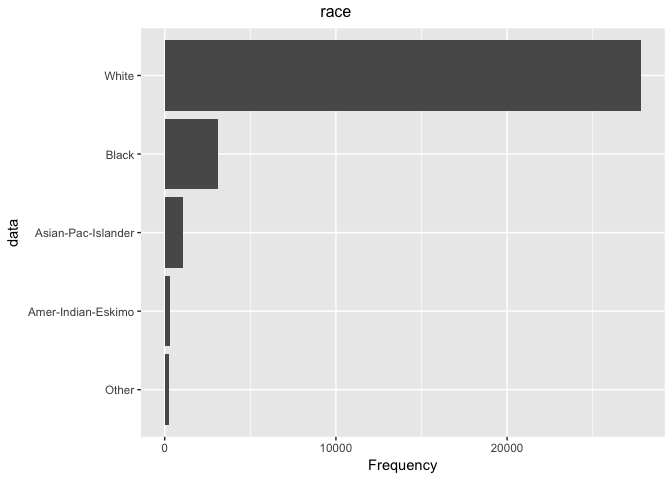 race
White
Black
Asian-Pac-Islander
Amer-Indian-Eskimo
Other
data
0
10000
20000
Frequency